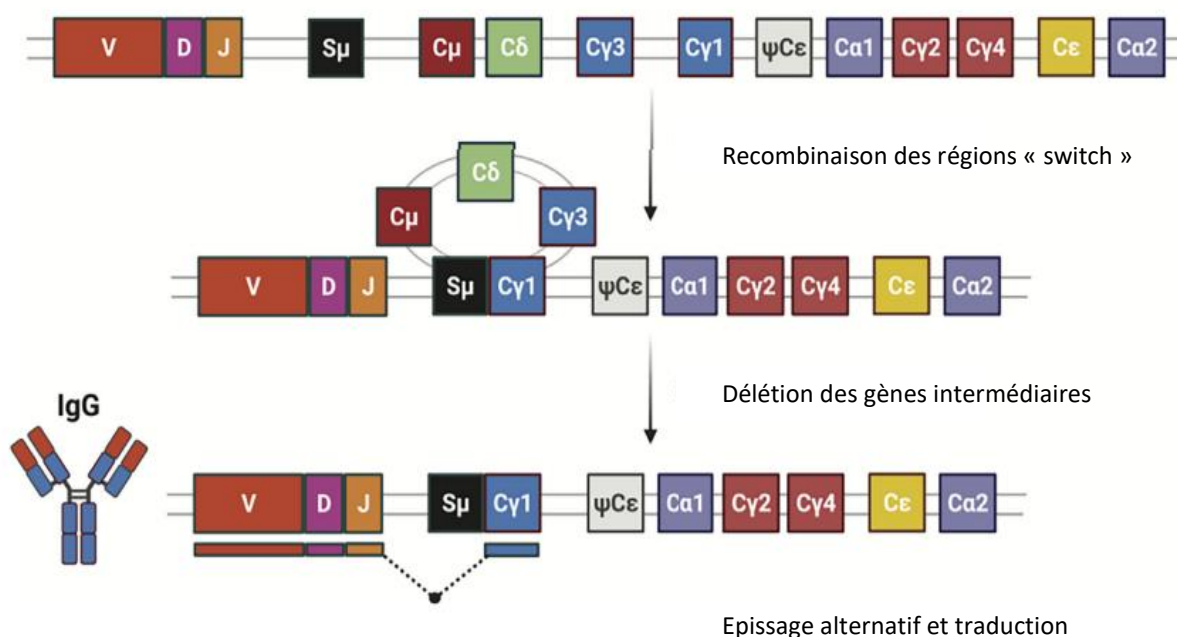 V D J Sμ Cμ Cδ Cγ3 Cγ1 ψCε Cα1 Cγ2 Cγ4 Cε Cα2
Recombinaison des régions « switch »
Cδ
Cμ Cγ3
V D J Sμ Cγ1 ψCε Cα1 Cγ2 Cγ4 Cε Cα2
Délétion des gènes intermédiaires
IgG
V D J Sμ Cγ1 ψCε Cα1 Cγ2 Cγ4 Cε Cα2
Epissage alternatif et traduction